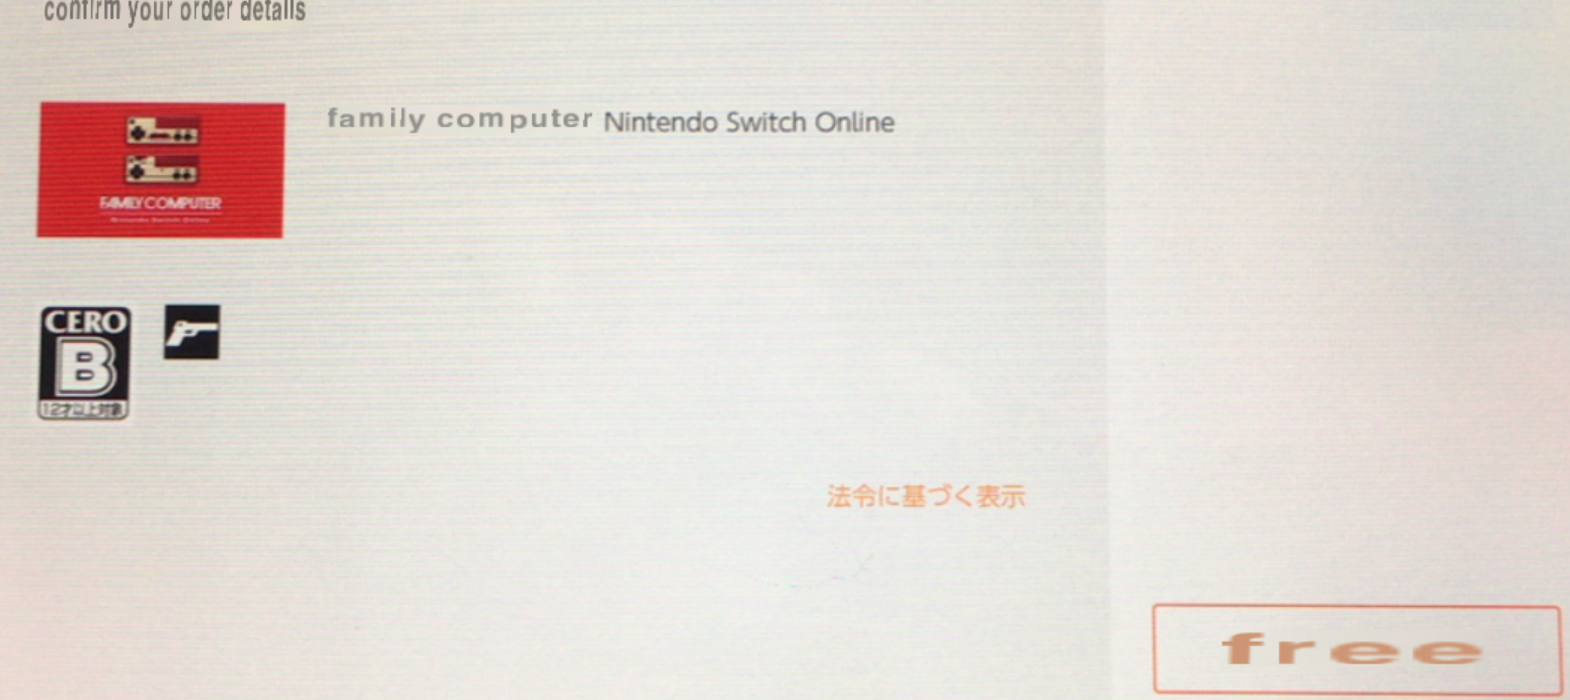 confirm your order details
family computer Nintendo Switch Online
FAMILY COMPUTER
Nintendo Switch Online
CERO
B
12才以上対象
法令に基づく表示
free